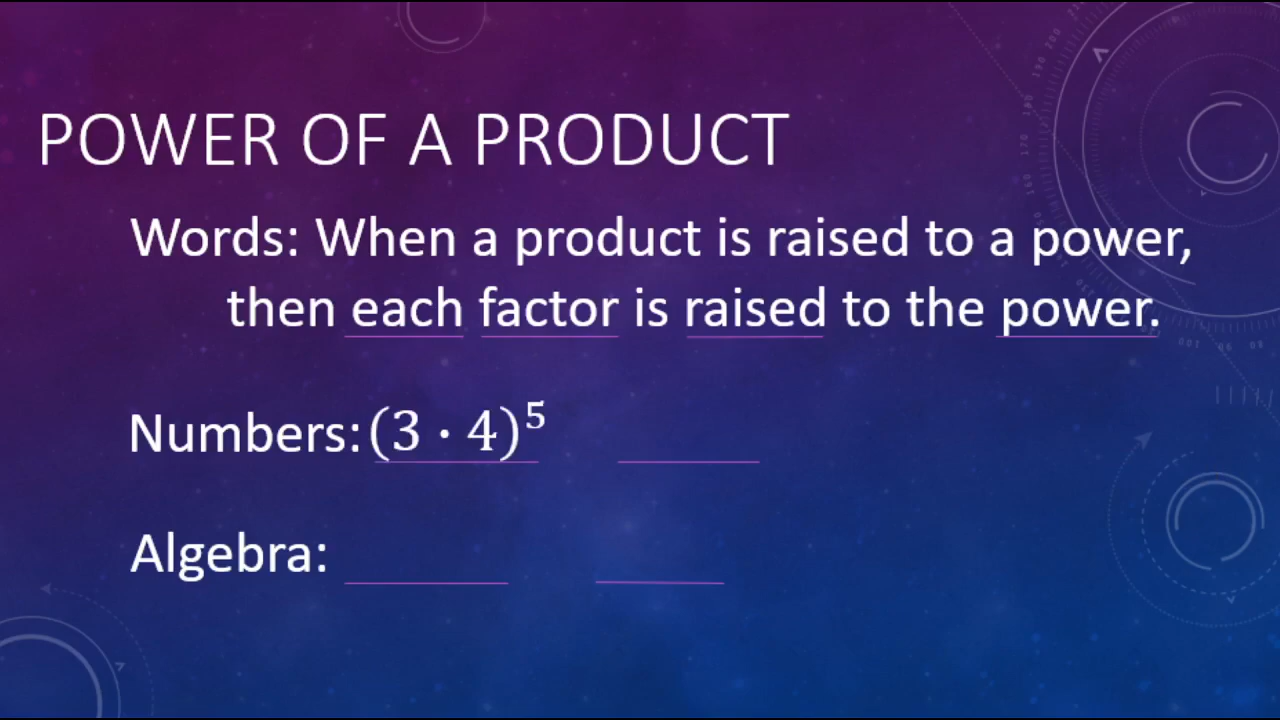 POWER OF A PRODUCT
Words: When a product is raised to a power,
then each factor is raised to the power.
Numbers: (3 · 4)⁵
Algebra: